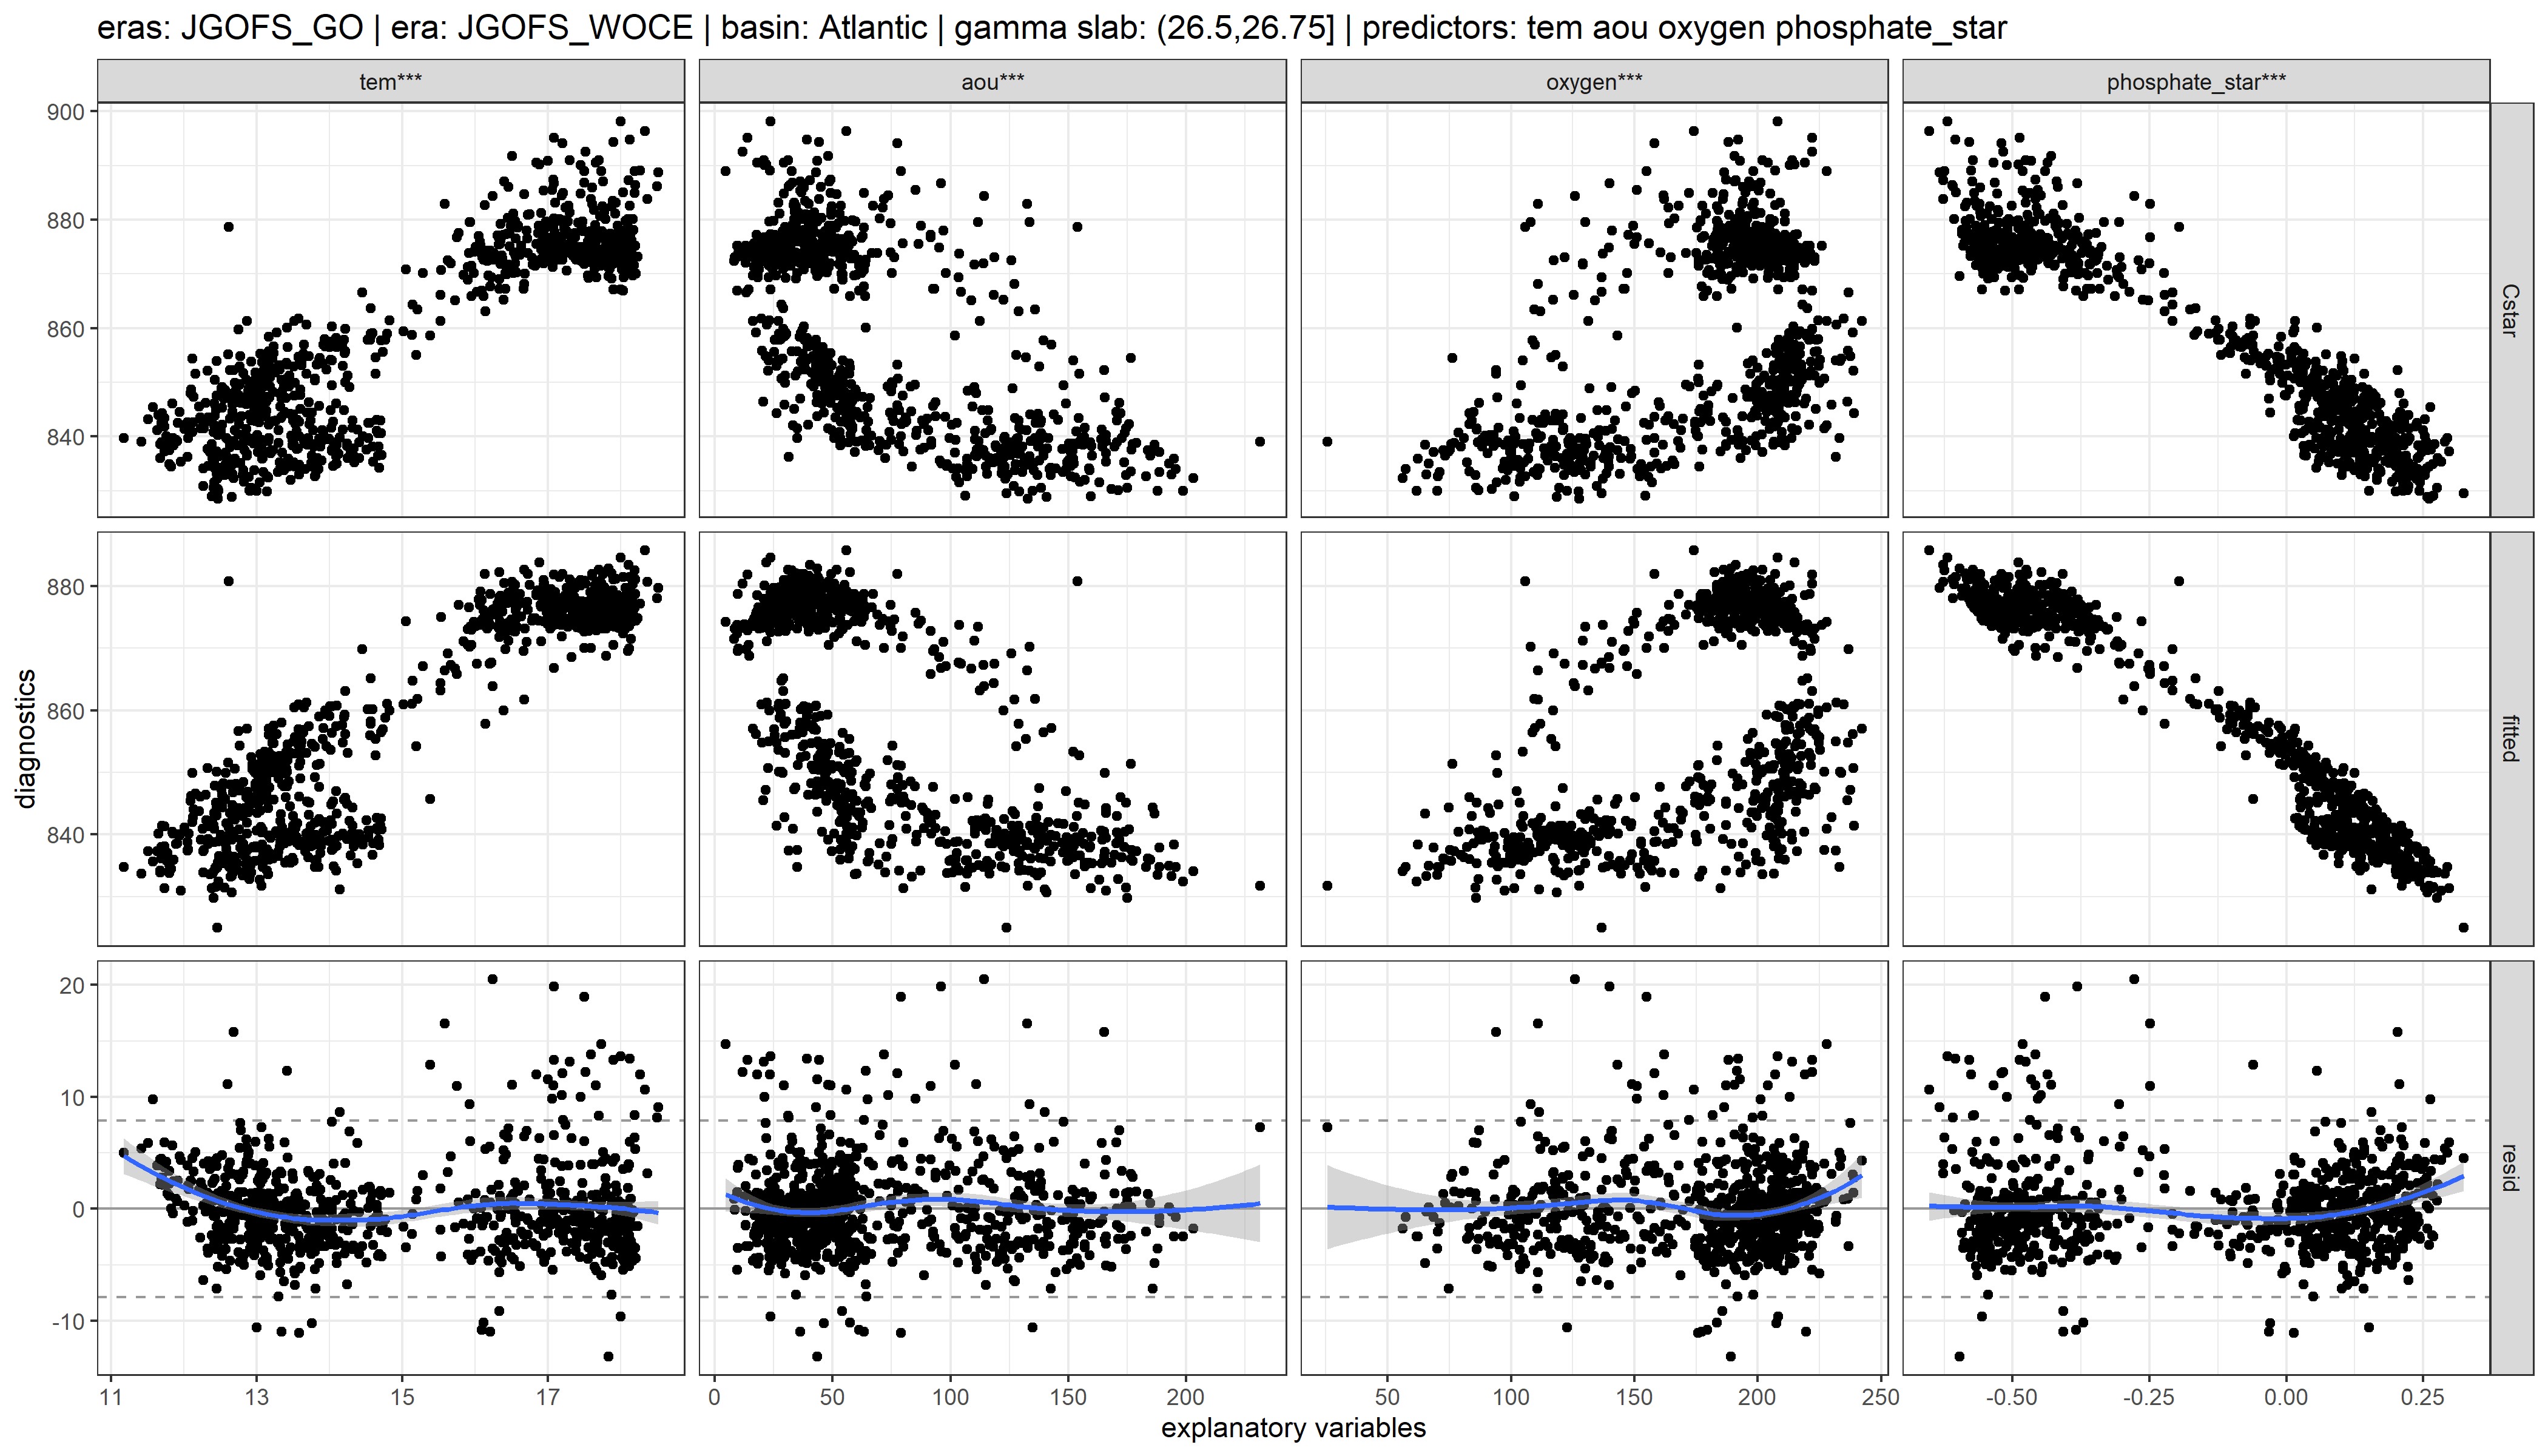 eras: JGOFS_GO | era: JGOFS_WOCE | basin: Atlantic | gamma slab: (26.5,26.75] | predictors: tem aou oxygen phosphate_star
tem*** aou*** oxygen*** phosphate_star***
900
880
860
840
Cstar
880
860
840
fitted
diagnostics
20
10
0
-10
resid
11 13 15 17 0 50 100 150 200 50 100 150 200 250 -0.50 -0.25 0.00 0.25
explanatory variables